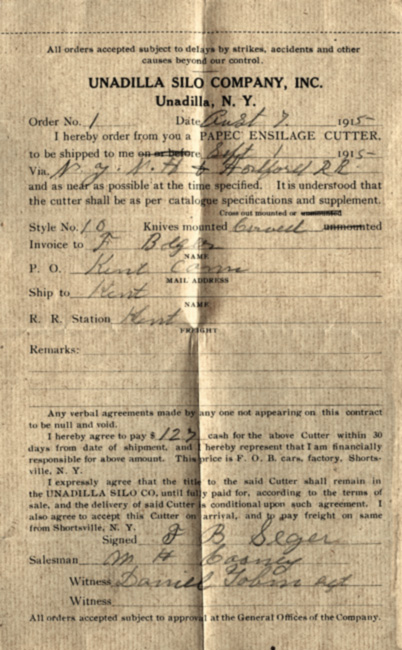 All orders accepted subject to delays by strikes, accidents and other
causes beyond our control.
UNADILLA SILO COMPANY, INC.
Unadilla, N. Y.
Order No. 1 Date August 7 1915
I hereby order from you a PAPEC ENSILAGE CUTTER,
to be shipped to me on or before Sept 1 1915
Via. N. Y. N. H & Hartford RR
and as near as possible at the time specified. It is understood that
the cutter shall be as per catalogue specifications and supplement.
Cross out mounted or unmounted
Style No. 10 Knives mounted Curved unmounted
Invoice to F B
NAME
P. O. Kent Conn
MAIL ADDRESS
Ship to Kent
NAME
R. R. Station Kent
FREIGHT
Remarks:
Any verbal agreements made by any one not appearing on this contract
to be null and void.
I hereby agree to pay $ 127 cash for the above Cutter within 30
days from date of shipment, and I hereby represent that I am financially
responsible for above amount. This price is F. O. B. cars, factory, Shorts-
ville, N. Y.
I expressly agree that the title to the said Cutter shall remain in
the UNADILLA SILO CO. until fully paid for, according to the terms of
sale, and the delivery of said Cutter is conditional upon such agreement. I
also agree to accept this Cutter on arrival, and to pay freight on same
from Shortsville, N. Y.
Signed F B Seger
Salesman M H Cooney
Witness Daniel Tobin agt
Witness
All orders accepted subject to approval at the General Offices of the Company.